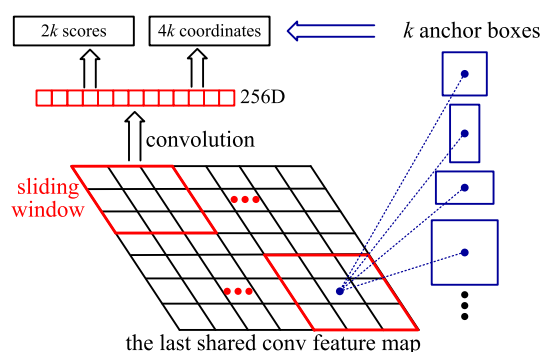 2k scores
4k coordinates
k anchor boxes
256D
convolution
sliding
window
the last shared conv feature map